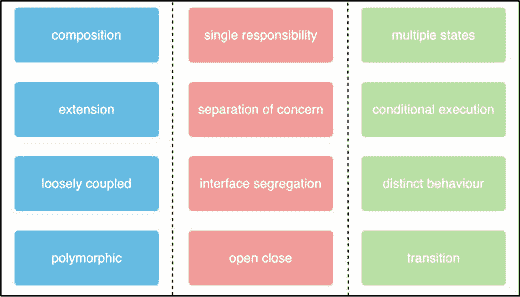 composition
single responsibility
multiple states
extension
separation of concern
conditional execution
loosely coupled
interface segregation
distinct behaviour
polymorphic
open close
transition